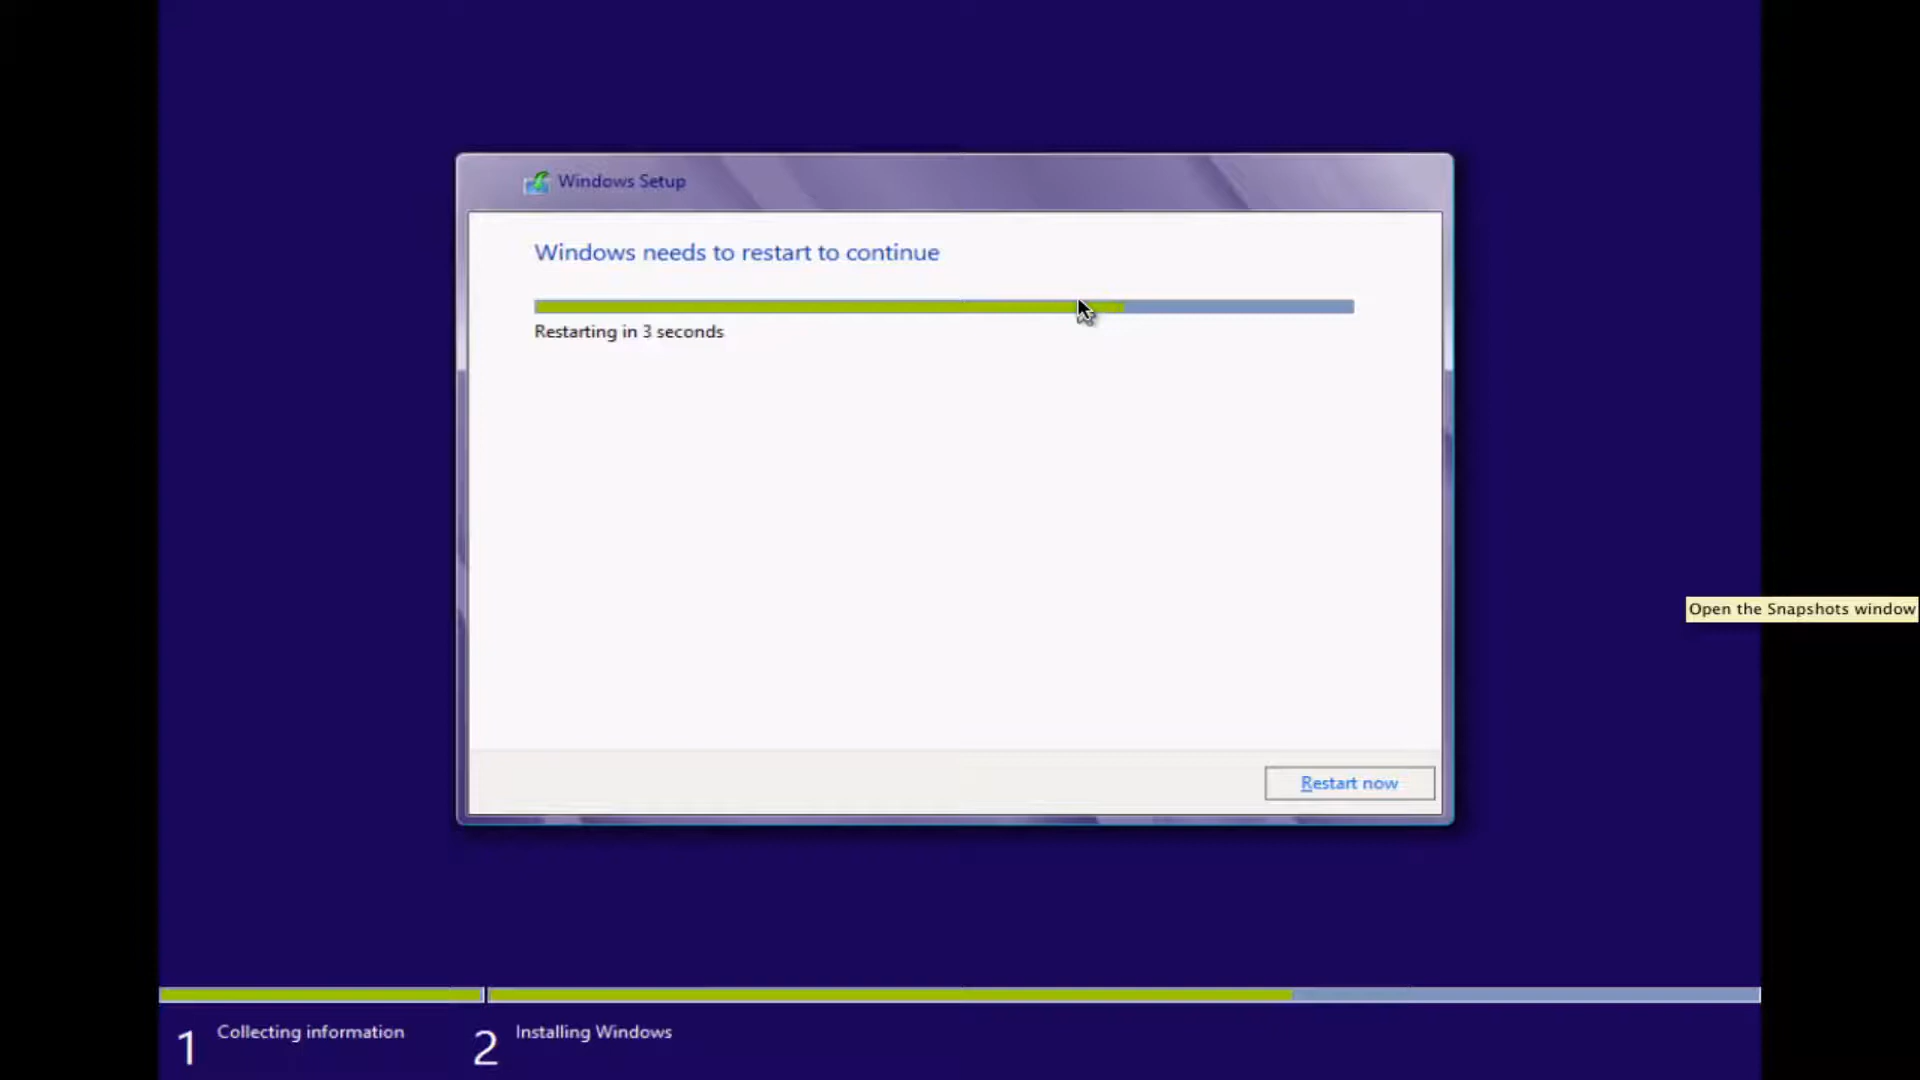 Windows Setup
Windows needs to restart to continue
Restarting in 3 seconds
Open the Snapshots window
Restart now
1 Collecting information
2 Installing Windows